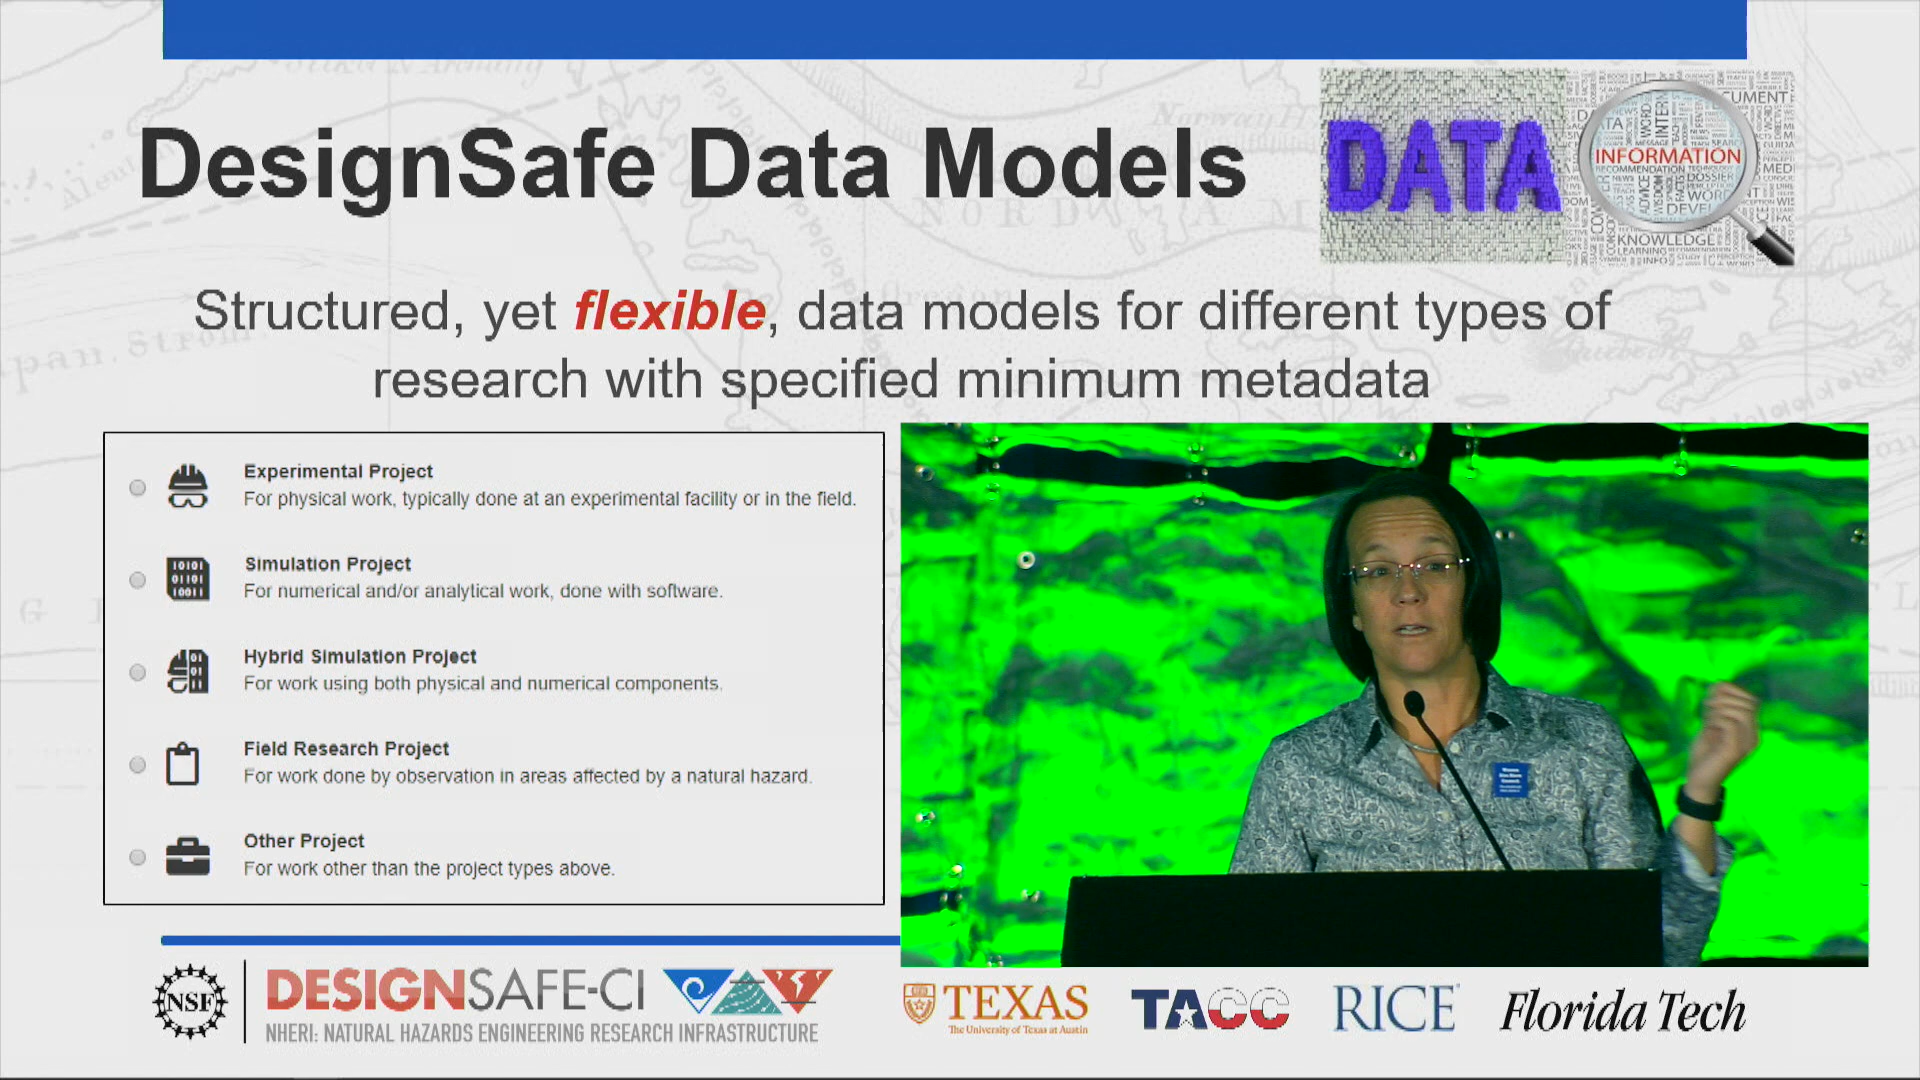 DesignSafe Data Models
DATA
INFORMATION
RECOMMENDATION
DOSSIER
KNOWLEDGE
LEARNING
Structured, yet flexible, data models for different types of
research with specified minimum metadata
Experimental Project
For physical work, typically done at an experimental facility or in the field.
Simulation Project
For numerical and/or analytical work, done with software.
Hybrid Simulation Project
For work using both physical and numerical components.
Field Research Project
For work done by observation in areas affected by a natural hazard.
Other Project
For work other than the project types above.
NSF
DESIGNSAFE-CI
NHERI: NATURAL HAZARDS ENGINEERING RESEARCH INFRASTRUCTURE
TEXAS
The University of Texas at Austin
TACC
RICE
Florida Tech